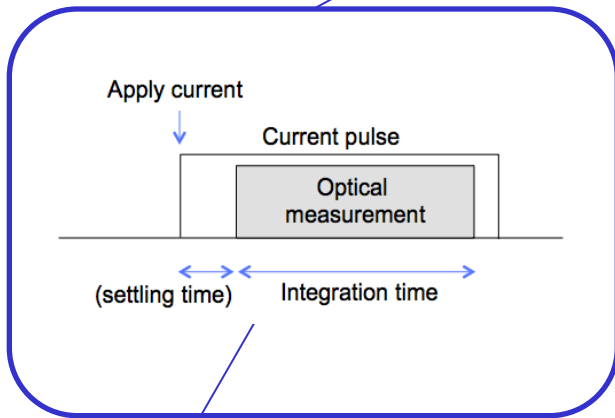 Apply current
Current pulse
Optical
measurement
(settling time)
Integration time